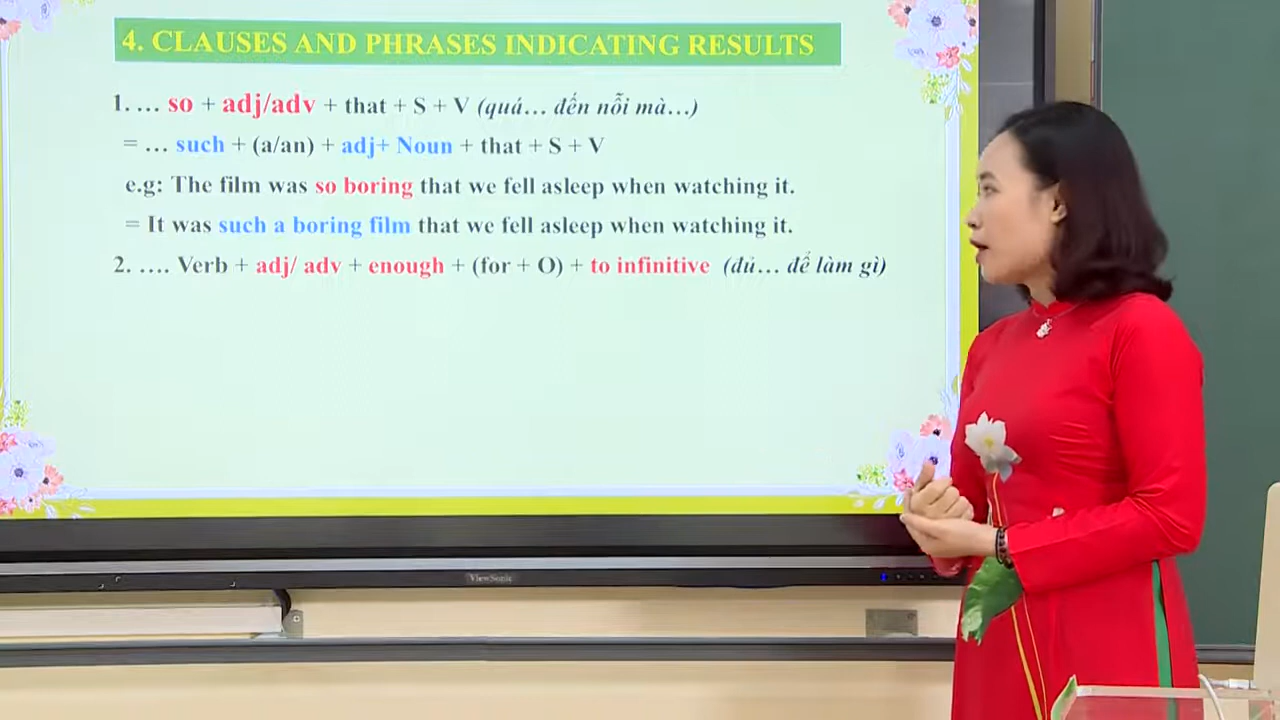 4. CLAUSES AND PHRASES INDICATING RESULTS
1. ... so + adj/adv + that + S + V (quá... đến nỗi mà...)
= ... such + (a/an) + adj+ Noun + that + S + V
e.g: The film was so boring that we fell asleep when watching it.
= It was such a boring film that we fell asleep when watching it.
2. .... Verb + adj/ adv + enough + (for + O) + to infinitive (đủ... để làm gì)
ViewSonic